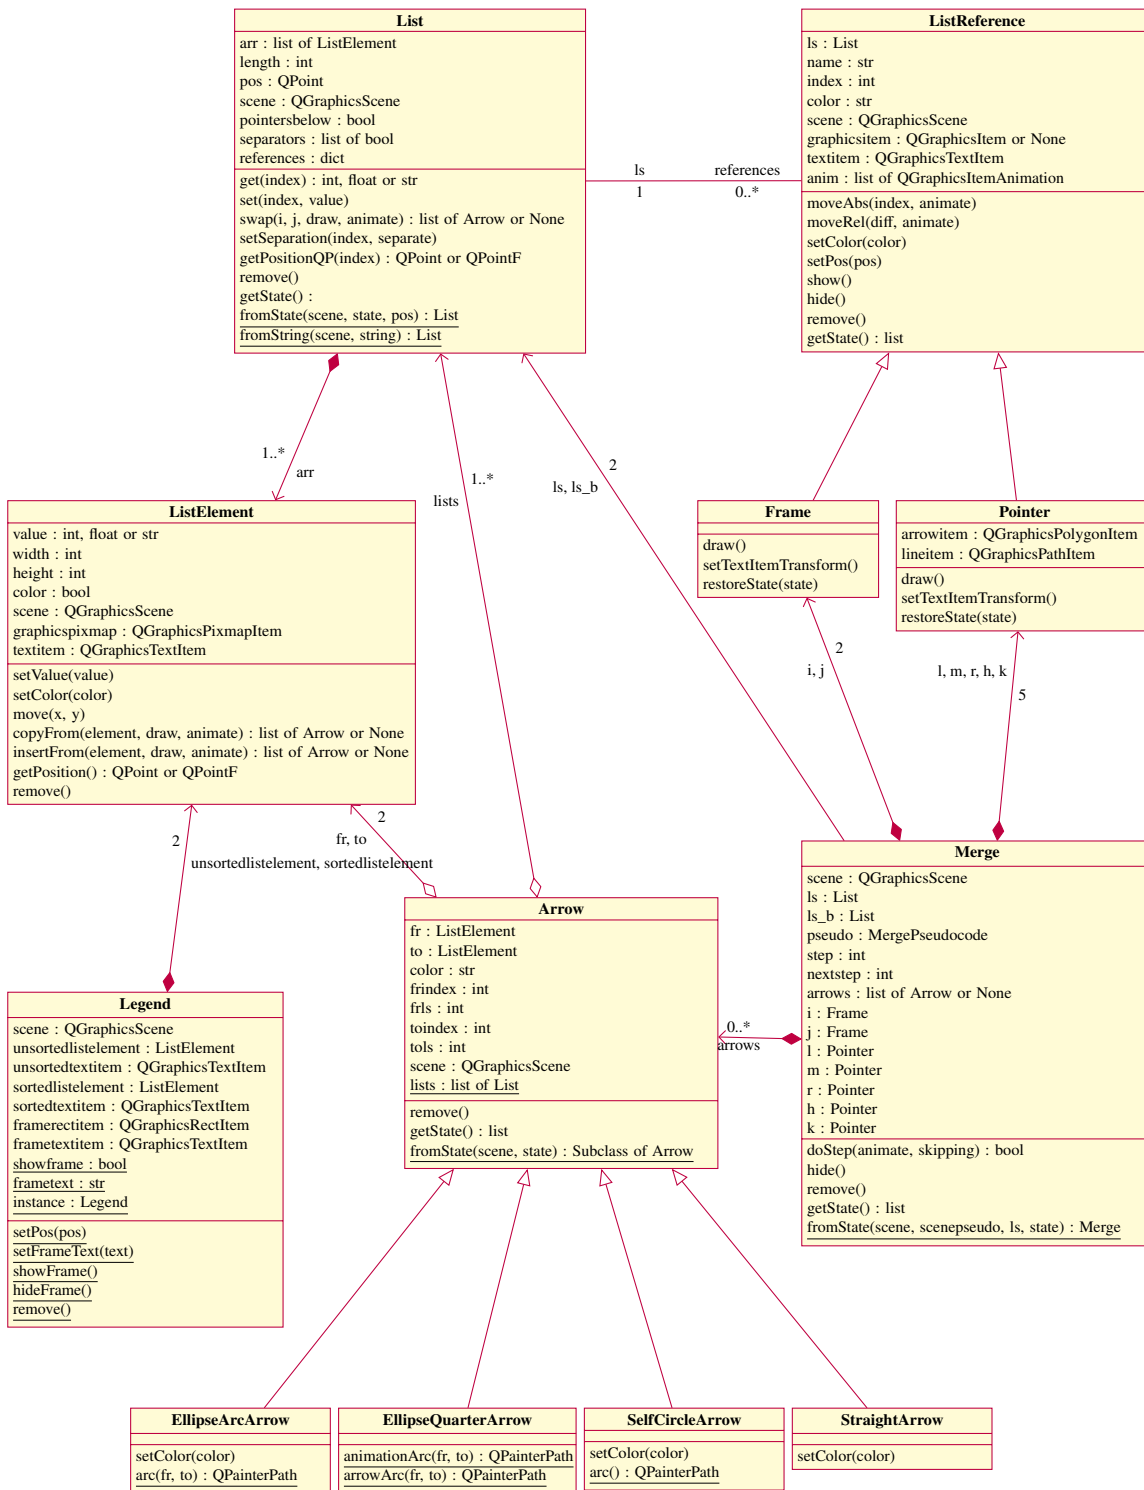 List
arr : list of ListElement
length : int
pos : QPoint
scene : QGraphicsScene
pointersbelow : bool
separators : list of bool
references : dict
get(index) : int, float or str
set(index, value)
swap(i, j, draw, animate) : list of Arrow or None
setSeparation(index, separate)
getPositionQP(index) : QPoint or QPointF
remove()
getState() :
fromState(scene, state, pos) : List
fromString(scene, string) : List
ls
1
references
0..*
ListReference
ls : List
name : str
index : int
color : str
scene : QGraphicsScene
graphicsitem : QGraphicsItem or None
textitem : QGraphicsTextItem
anim : list of QGraphicsItemAnimation
moveAbs(index, animate)
moveRel(diff, animate)
setColor(color)
setPos(pos)
show()
hide()
remove()
getState() : list
1..*
arr
1..*
lists
2
ls, ls_b
ListElement
value : int, float or str
width : int
height : int
color : bool
scene : QGraphicsScene
graphicspixmap : QGraphicsPixmapItem
textitem : QGraphicsTextItem
setValue(value)
setColor(color)
move(x, y)
copyFrom(element, draw, animate) : list of Arrow or None
insertFrom(element, draw, animate) : list of Arrow or None
getPosition() : QPoint or QPointF
remove()
Frame
draw()
setTextItemTransform()
restoreState(state)
Pointer
arrowitem : QGraphicsPolygonItem
lineitem : QGraphicsPathItem
draw()
setTextItemTransform()
restoreState(state)
2
i, j
l, m, r, h, k
5
2
unsortedlistelement, sortedlistelement
2
fr, to
Legend
scene : QGraphicsScene
unsortedlistelement : ListElement
unsortedtextitem : QGraphicsTextItem
sortedlistelement : ListElement
sortedtextitem : QGraphicsTextItem
framerectitem : QGraphicsRectItem
frametextitem : QGraphicsTextItem
showframe : bool
frametext : str
instance : Legend
setPos(pos)
setFrameText(text)
showFrame()
hideFrame()
remove()
Arrow
fr : ListElement
to : ListElement
color : str
frindex : int
frls : int
toindex : int
tols : int
scene : QGraphicsScene
lists : list of List
remove()
getState() : list
fromState(scene, state) : Subclass of Arrow
0..*
arrows
Merge
scene : QGraphicsScene
ls : List
ls_b : List
pseudo : MergePseudocode
step : int
nextstep : int
arrows : list of Arrow or None
i : Frame
j : Frame
l : Pointer
m : Pointer
r : Pointer
h : Pointer
k : Pointer
doStep(animate, skipping) : bool
hide()
remove()
getState() : list
fromState(scene, scenepseudo, ls, state) : Merge
EllipseArcArrow
setColor(color)
arc(fr, to) : QPainterPath
EllipseQuarterArrow
animationArc(fr, to) : QPainterPath
arrowArc(fr, to) : QPainterPath
SelfCircleArrow
setColor(color)
arc() : QPainterPath
StraightArrow
setColor(color)